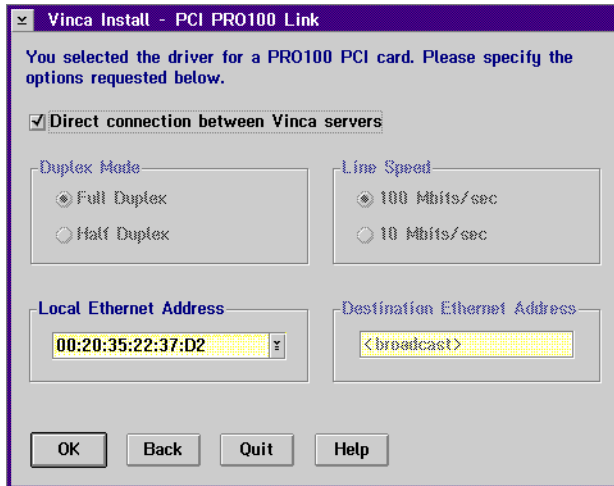 Vinca Install - PCI PRO100 Link
You selected the driver for a PRO100 PCI card. Please specify the
options requested below.
Direct connection between Vinca servers
Duplex Mode
Full Duplex
Half Duplex
Line Speed
100 Mbits/sec
10 Mbits/sec
Local Ethernet Address
00:20:35:22:37:D2
Destination Ethernet Address
<broadcast>
OK Back Quit Help